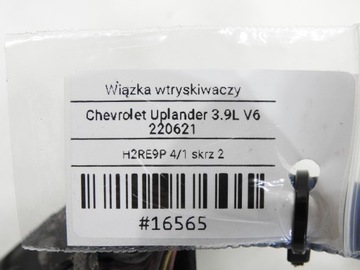 Wiązka wtryskiwaczy
Chevrolet Uplander 3.9L V6
220621
H2RE9P 4/1 skrz 2
#16565